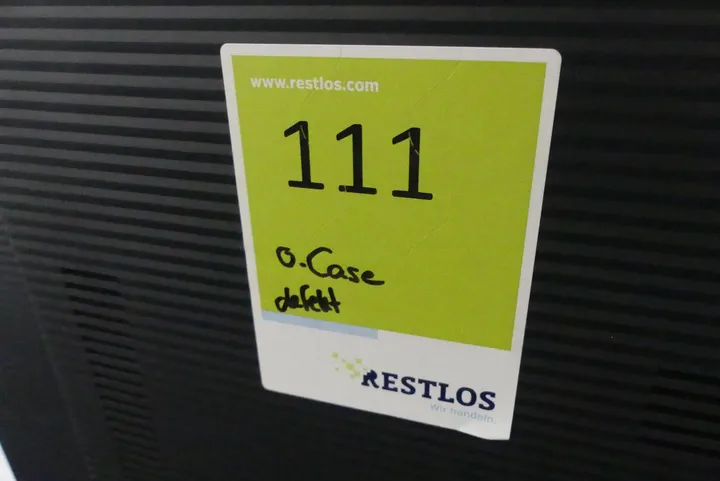 www.restlos.com
111
o. Case
defekt
RESTLOS
Wir handeln.